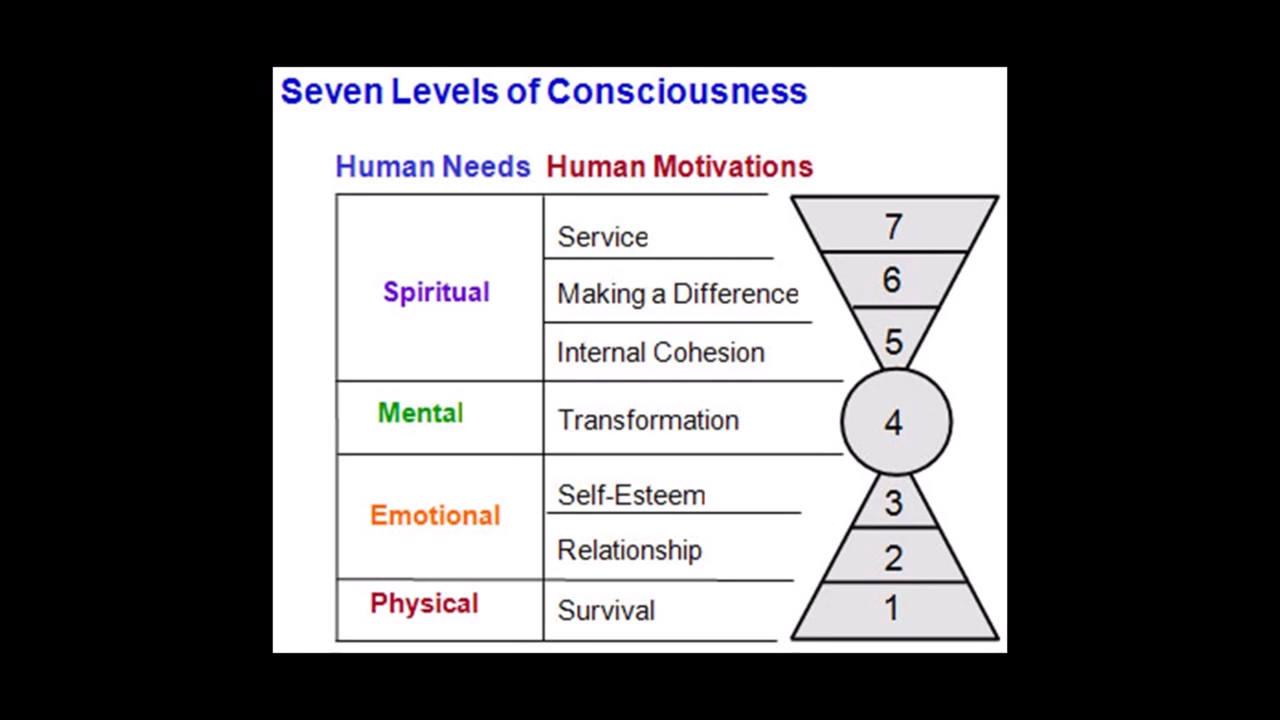 Seven Levels of Consciousness
Human Needs Human Motivations
Spiritual
Service
7
Making a Difference
6
Internal Cohesion
5
Mental
Transformation
4
Emotional
Self-Esteem
3
Relationship
2
Physical
Survival
1